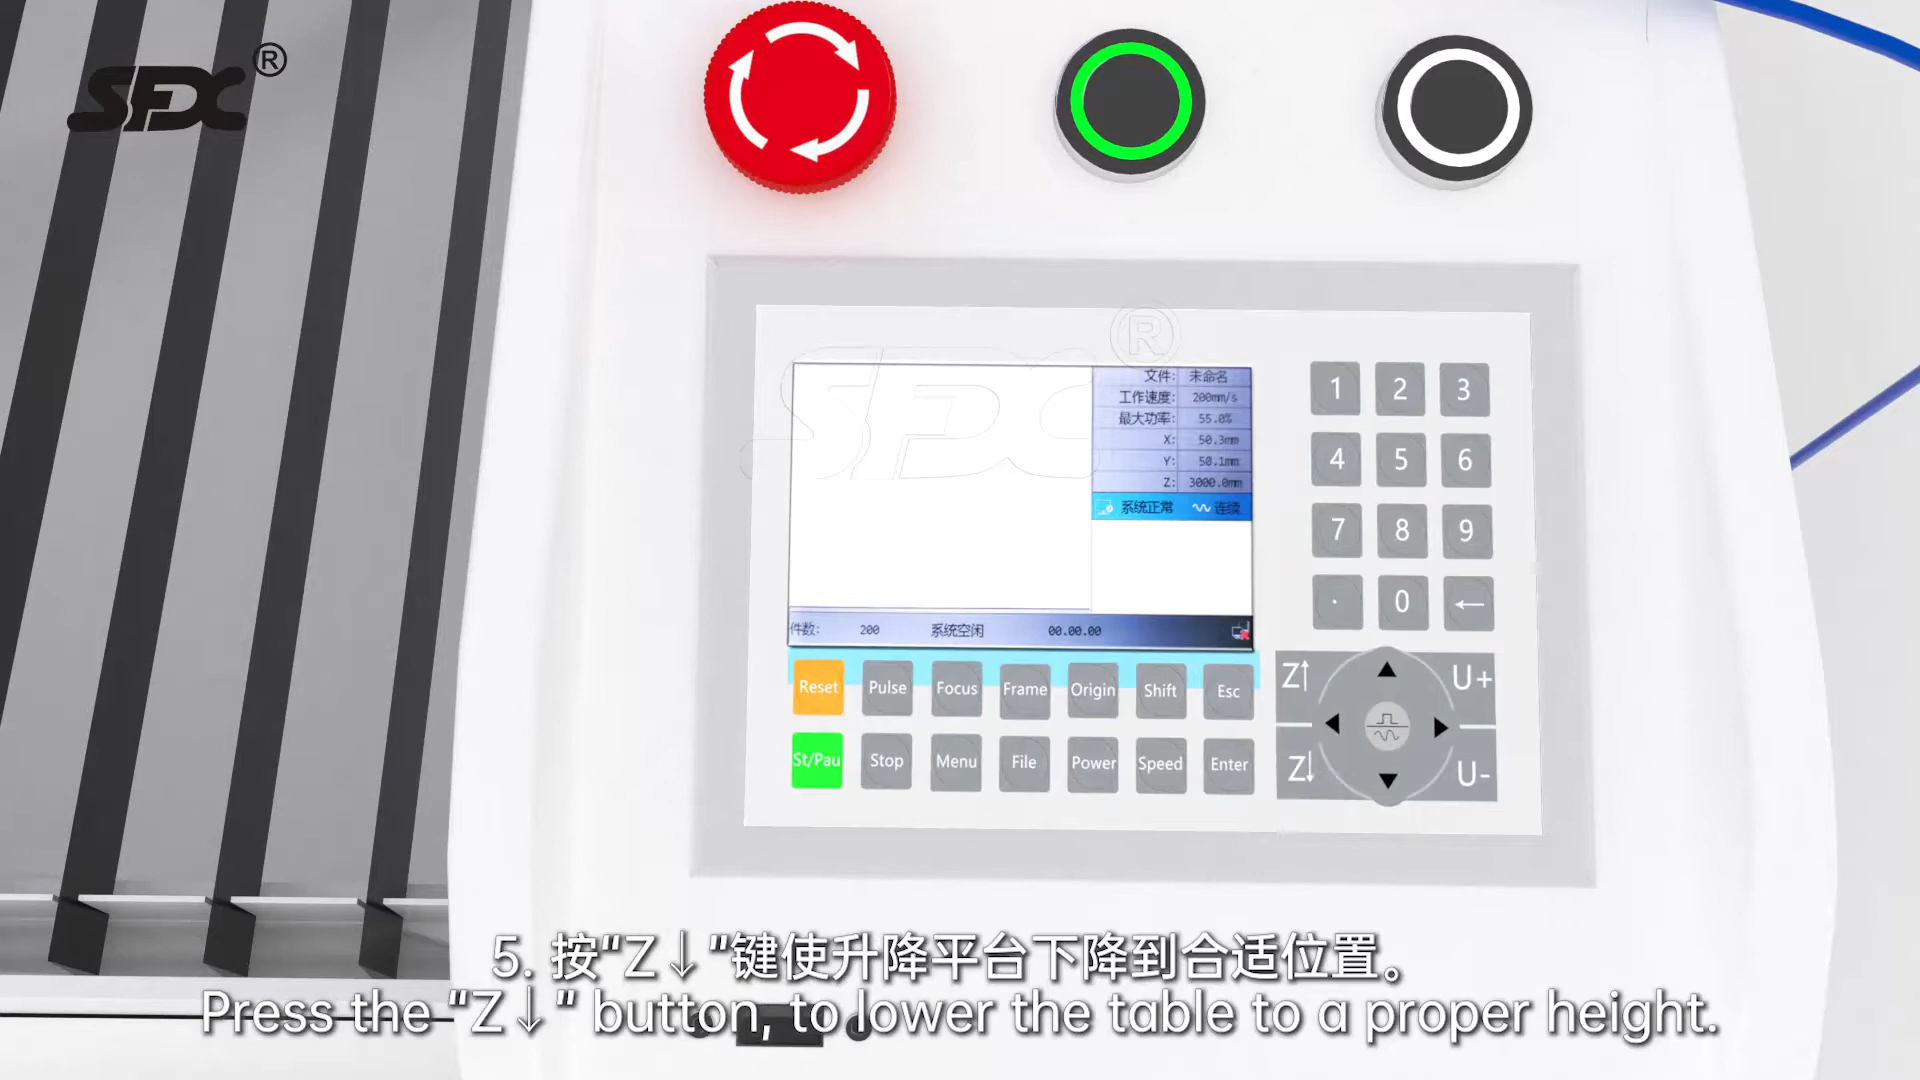 SFX®
SFX®
文件: 未命名
工作速度: 200mm/s
最大功率: 55.0%
X: 50.3mm
Y: 50.1mm
Z: 3000.0mm
系统正常 连续
件数: 200 系统空闲 00.00.00
1 2 3
4 5 6
7 8 9
· 0 ←
Reset Pulse Focus Frame Origin Shift Esc
St/Pau Stop Menu File Power Speed Enter
Z↑ U+
Z↓ U-
5. 按"Z↓"键使升降平台下降到合适位置。
Press the "Z↓" button, to lower the table to a proper height.